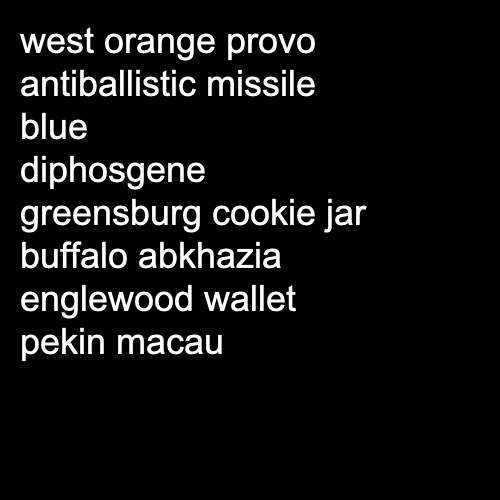 west orange provo
antiballistic missile
blue
diphosgene
greensburg cookie jar
buffalo abkhazia
englewood wallet
pekin macau